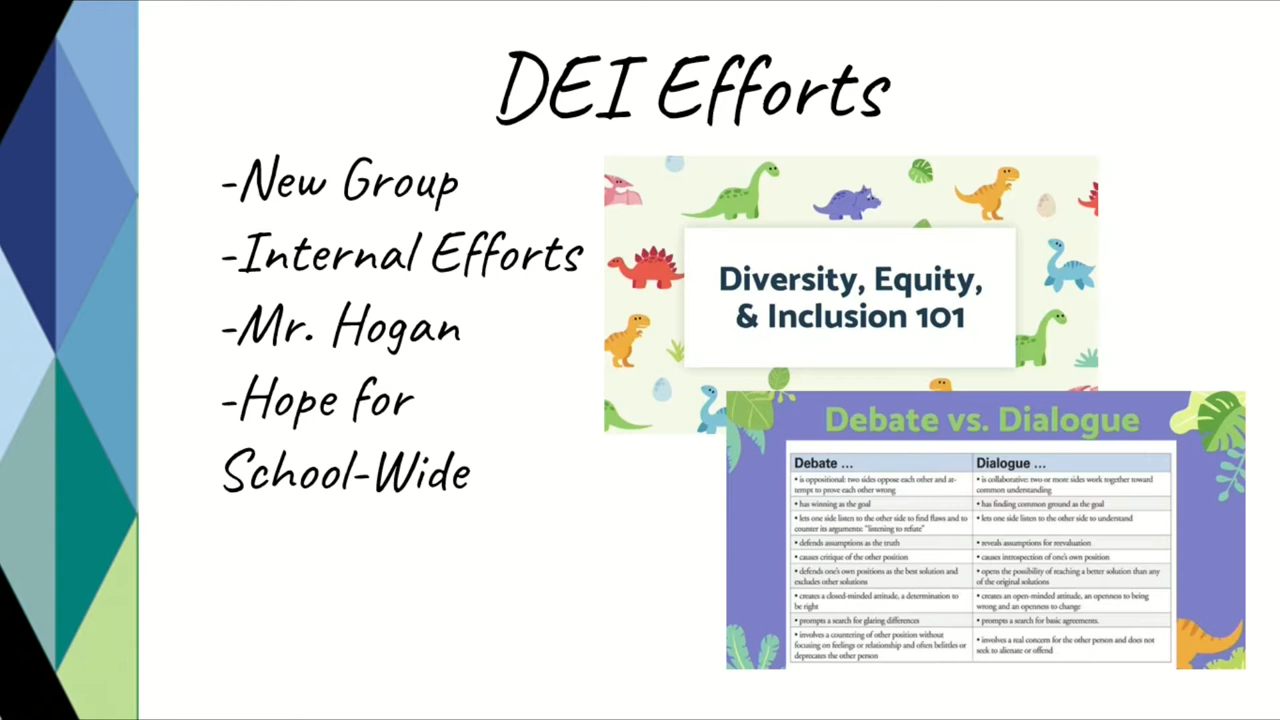 DEI Efforts
-New Group
-Internal Efforts
-Mr. Hogan
-Hope for
School-Wide
Diversity, Equity,
& Inclusion 101
Debate vs. Dialogue
Debate ...
Dialogue ...
• is oppositional: two sides oppose each other and at-
tempt to prove each other wrong
• is collaborative: two or more sides work together toward
common understanding
• has winning as the goal
• has finding common ground as the goal
• lets one side listen to the other side to find flaws and to
counter its arguments: "listening to refute"
• lets one side listen to the other side to understand
• defends assumptions as the truth
• reveals assumptions for reevaluation
• causes critique of the other position
• causes introspection of one's own position
• defends one's own positions as the best solution and
excludes other solutions
• opens the possibility of reaching a better solution than any
of the original solutions
• creates a closed-minded attitude, a determination to
be right
• creates an open-minded attitude, an openness to being
wrong and an openness to change
• prompts a search for glaring differences
• prompts a search for basic agreements.
• involves a countering of other position without
focusing on feelings or relationship and often belittles or
deprecates the other person
• involves a real concern for the other person and does not
seek to alienate or offend